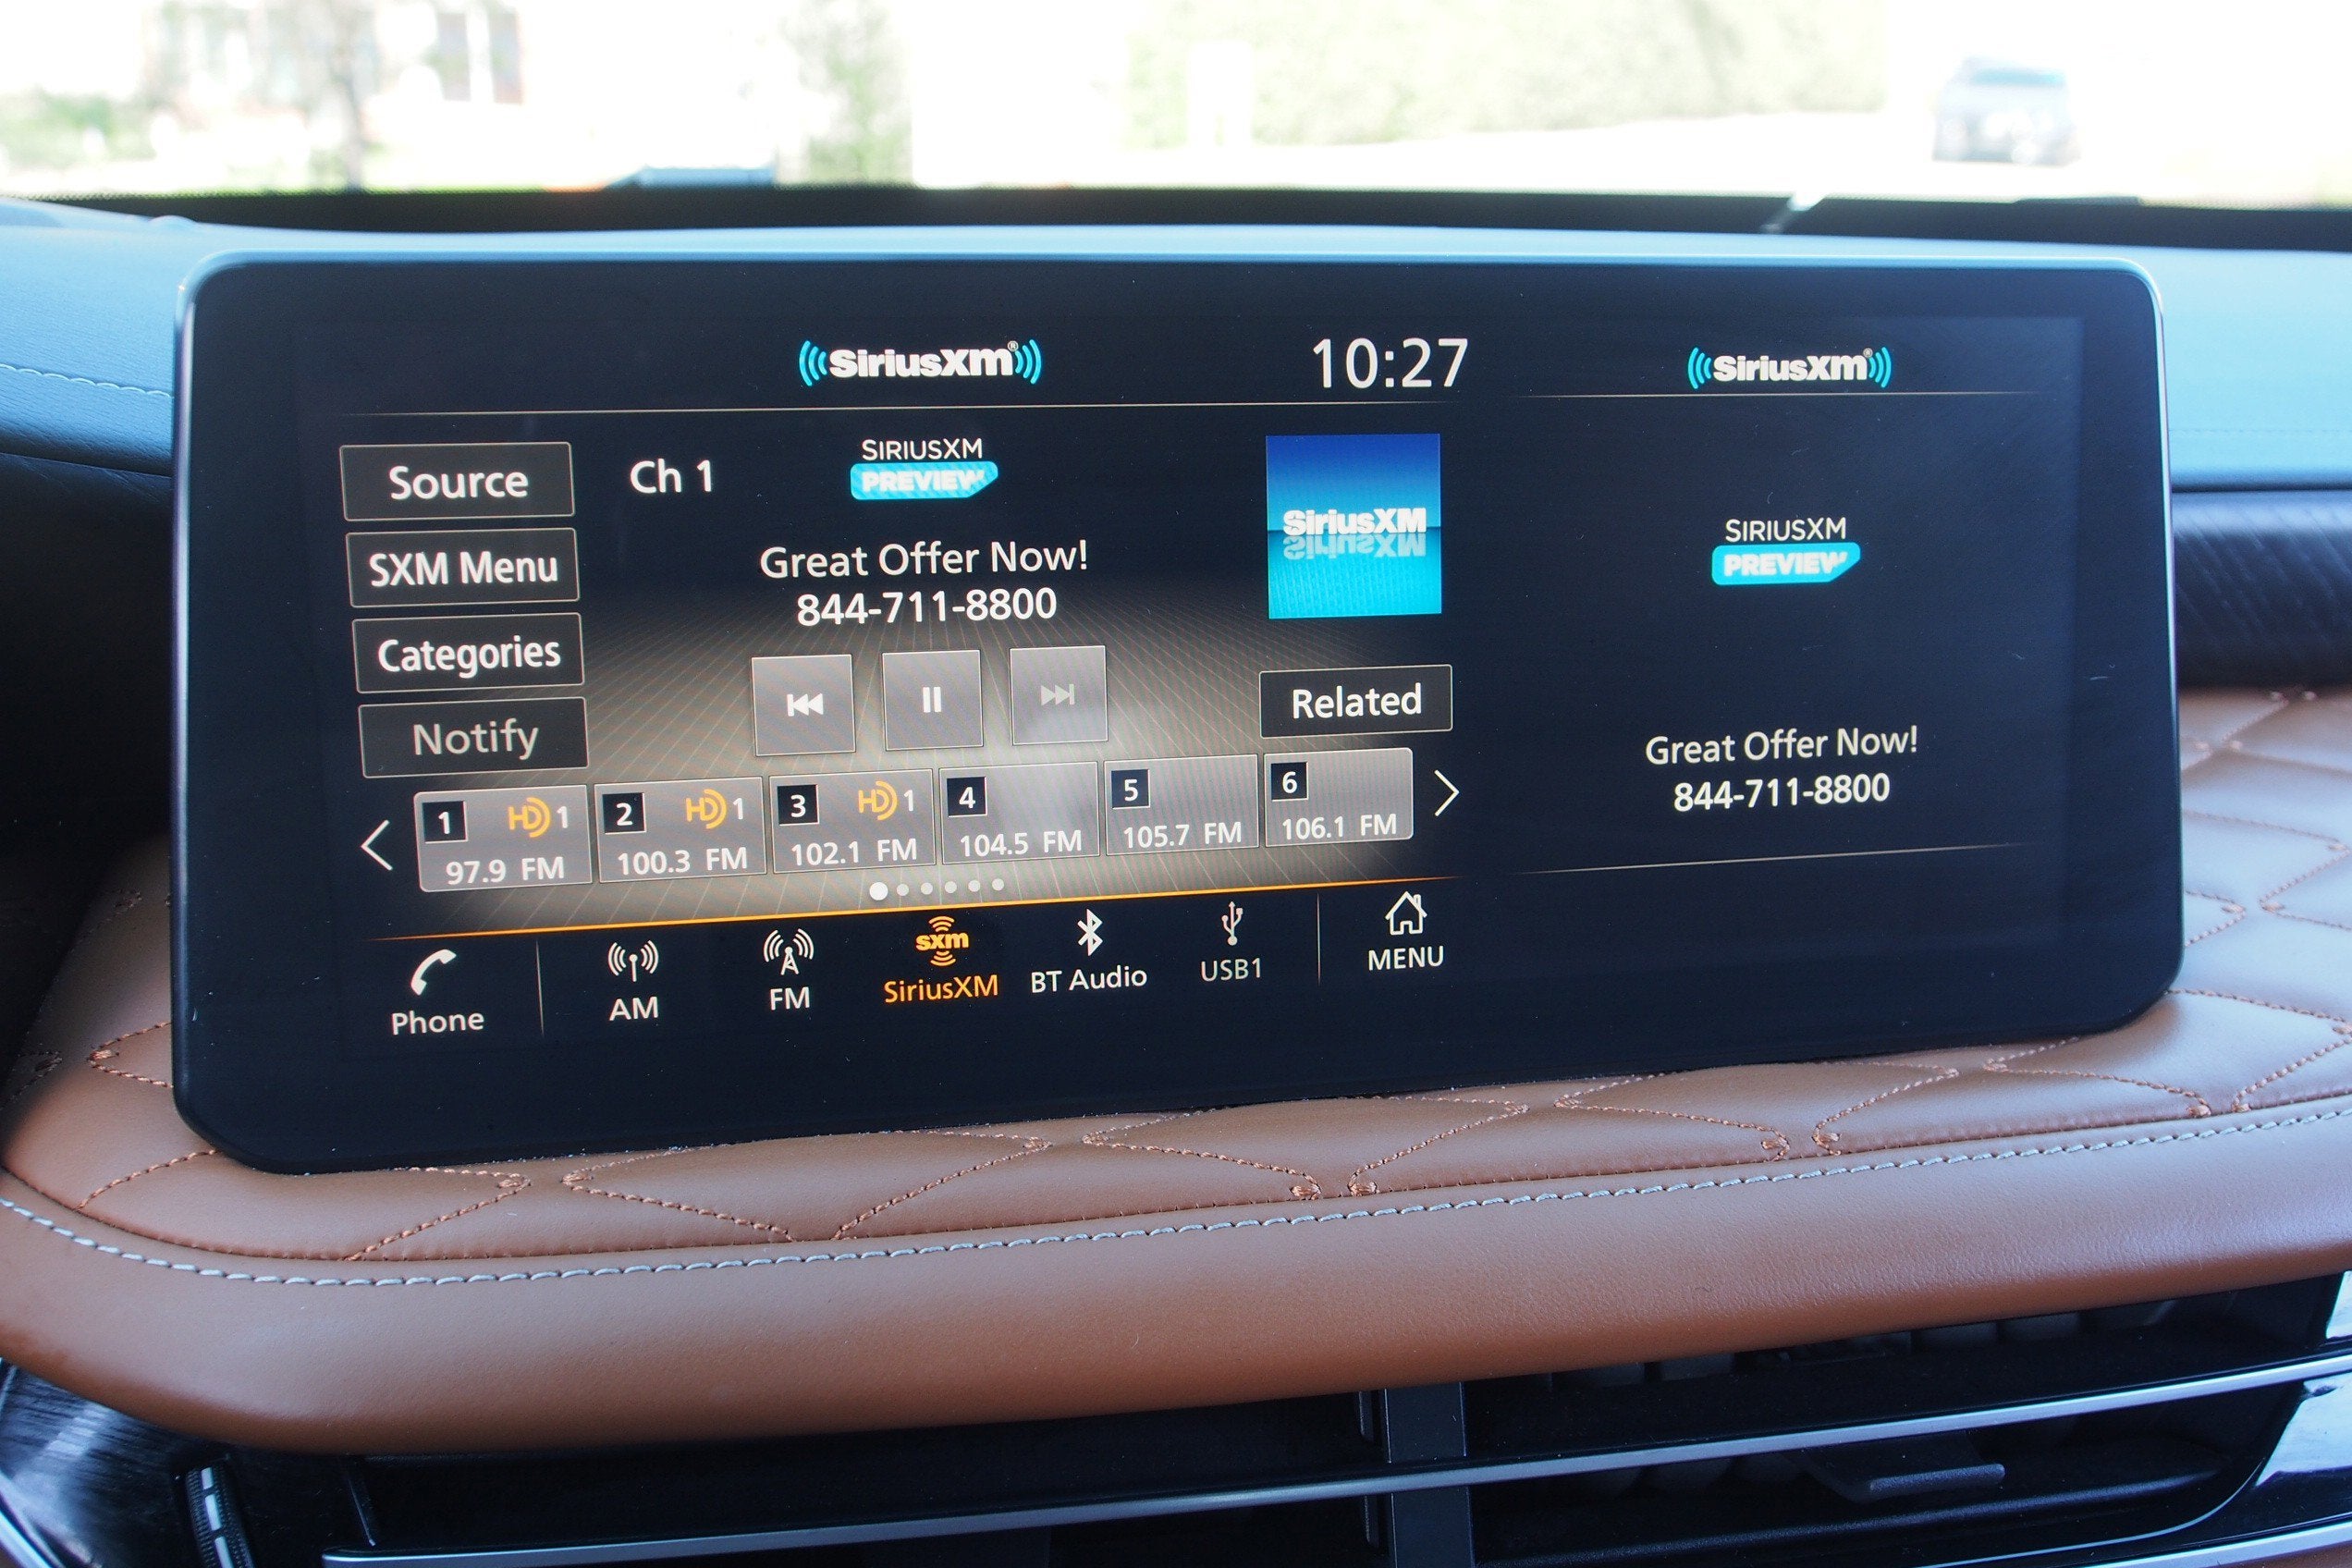 SiriusXM®
10:27
SiriusXM®
Source
Ch 1
SIRIUSXM
PREVIEW
SiriusXM
SiriusXM
SXM Menu
Great Offer Now!
844-711-8800
SIRIUSXM
PREVIEW
Categories
Notify
Related
Great Offer Now!
844-711-8800
1 HD 1
97.9 FM
2 HD 1
100.3 FM
3 HD 1
102.1 FM
4
104.5 FM
5
105.7 FM
6
106.1 FM
Phone
AM
FM
sxm
SiriusXM
BT Audio
USB1
MENU